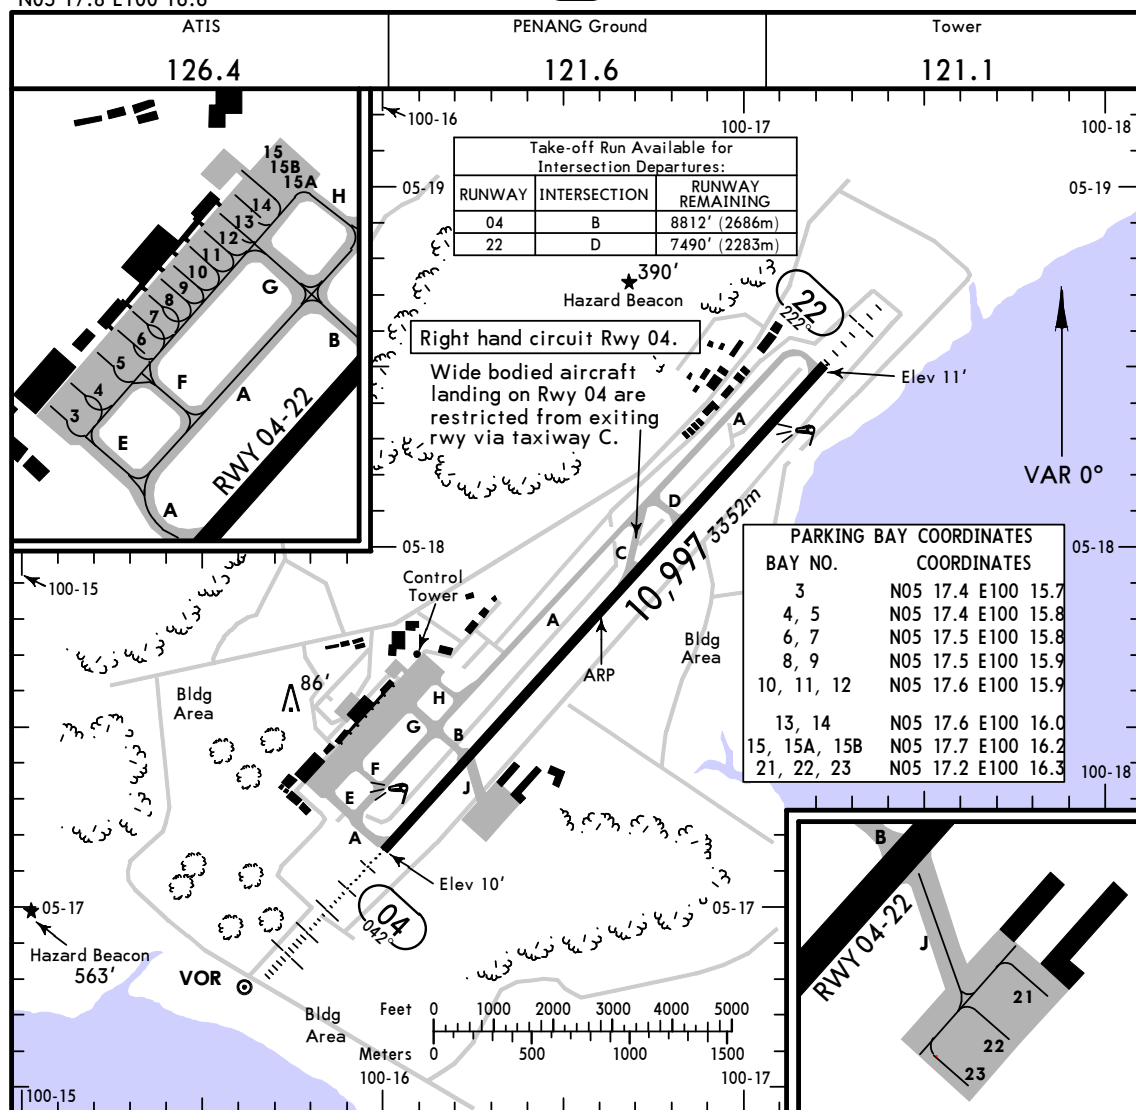 N05 17.8 E100 16.6
ATIS
126.4
PENANG Ground
121.6
Tower
121.1
100-16
100-17
100-18
Take-off Run Available for
Intersection Departures:
RUNWAY INTERSECTION RUNWAY REMAINING
04 B 8812' (2686m)
22 D 7490' (2283m)
05-19
05-19
15
15B
15A
H
14
13
12
11
10
9
8
7
6
5
4
3
G
B
F
A
E
A
RWY 04-22
390'
Hazard Beacon
22
222°
Right hand circuit Rwy 04.
Wide bodied aircraft
landing on Rwy 04 are
restricted from exiting
rwy via taxiway C.
Elev 11'
VAR 0°
A
D
C
A
10,997 3352m
05-18
05-18
100-15
Control
Tower
PARKING BAY COORDINATES
BAY NO. COORDINATES
3 N05 17.4 E100 15.7
4, 5 N05 17.4 E100 15.8
6, 7 N05 17.5 E100 15.8
8, 9 N05 17.5 E100 15.9
10, 11, 12 N05 17.6 E100 15.9
13, 14 N05 17.6 E100 16.0
15, 15A, 15B N05 17.7 E100 16.2
21, 22, 23 N05 17.2 E100 16.3
Bldg
Area
ARP
Bldg
Area
86'
H
G
B
F
E
J
A
100-18
Elev 10'
04
042°
05-17
05-17
Hazard Beacon
563'
VOR
Bldg
Area
Feet 0 1000 2000 3000 4000 5000
Meters 0 500 1000 1500
100-15
100-16
100-17
B
RWY 04-22
J
21
22
23